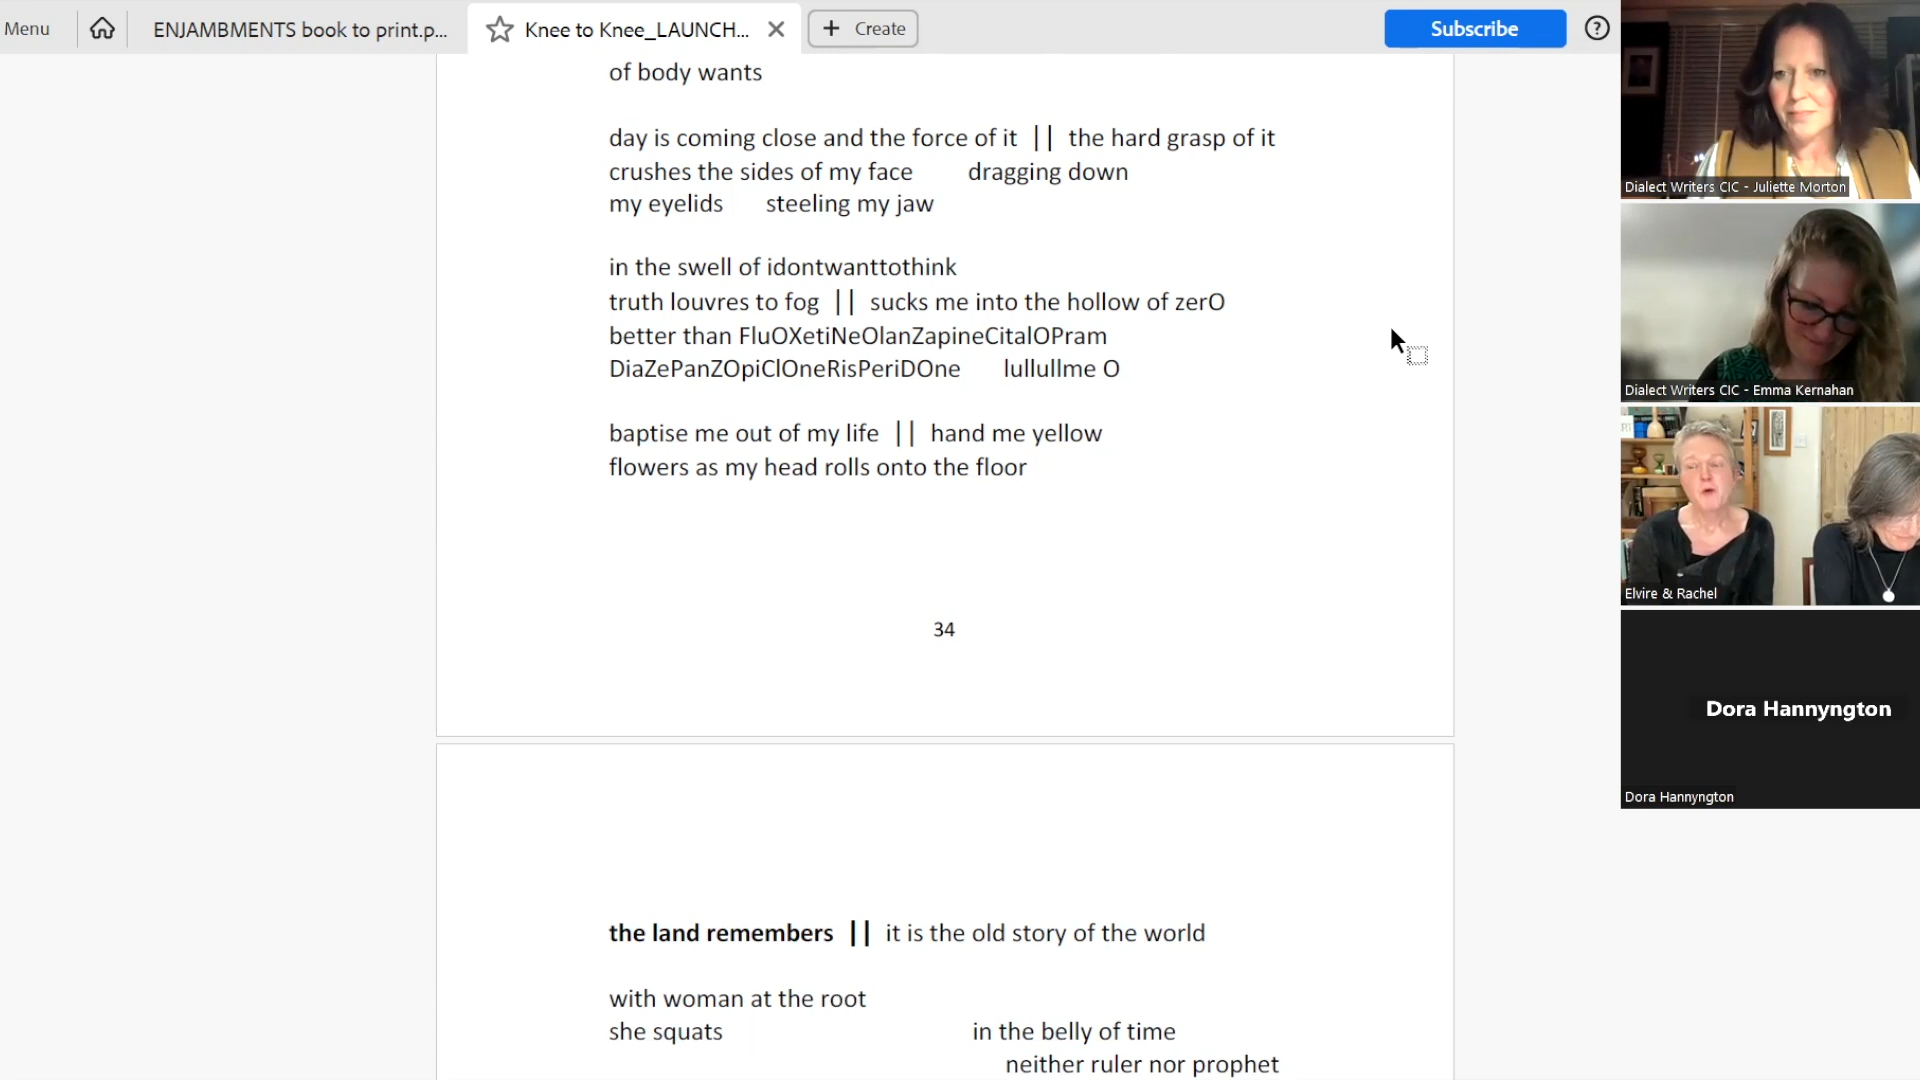 Menu
ENJAMBMENTS book to print.p...
Knee to Knee_LAUNCH...
Create
Subscribe
of body wants
day is coming close and the force of it || the hard grasp of it
crushes the sides of my face dragging down
my eyelids steeling my jaw
in the swell of idontwanttothink
truth louvres to fog || sucks me into the hollow of zerO
better than FluOXetiNeOlanZapineCitalOPram
DiaZePanZOpiClOneRisPeriDOne lullullme O
baptise me out of my life || hand me yellow
flowers as my head rolls onto the floor
34
the land remembers || it is the old story of the world
with woman at the root
she squats in the belly of time
neither ruler nor prophet
Dialect Writers CIC - Juliette Morton
Dialect Writers CIC - Emma Kernahan
Elvire & Rachel
Dora Hannyngton
Dora Hannyngton